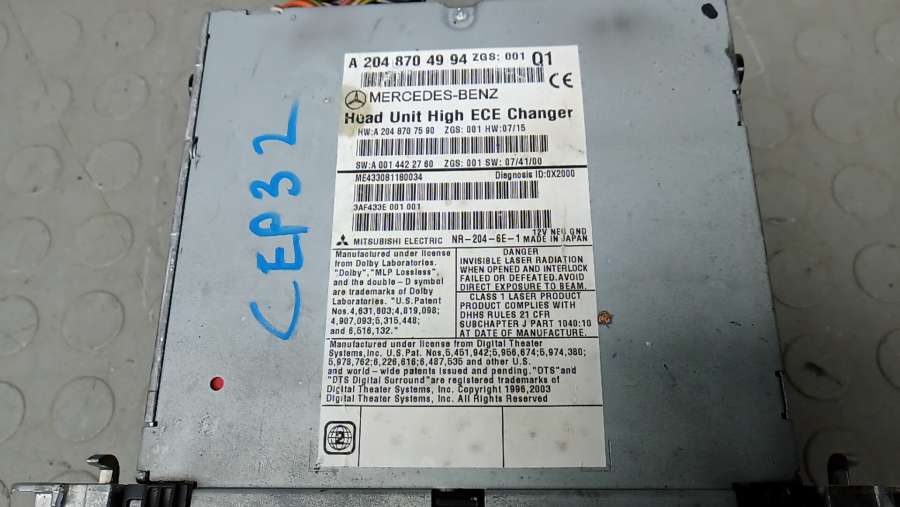 A 204 870 49 94 ZGS: 001 Q1
CE
MERCEDES-BENZ
Head Unit High ECE Changer
HW:A 204 870 75 90 ZGS: 001 HW:07/15
SW:A 001 442 27 60 ZGS: 001 SW: 07/41/00
ME433081180034 Diagnosis ID:0X2000
3AF433E 001 001
12V NEG GND
MITSUBISHI ELECTRIC NR-204-6E-1 MADE IN JAPAN
Manufactured under license
from Dolby Laboratories.
"Dolby","MLP Lossless",
and the double-D symbol
are trademarks of Dolby
Laboratories. "U.S.Patent
Nos.4,631,603;4,819,098;
4,907,093;5,315,448;
and 6,516,132."
DANGER
INVISIBLE LASER RADIATION
WHEN OPENED AND INTERLOCK
FAILED OR DEFEATED.AVOID
DIRECT EXPOSURE TO BEAM.
CLASS 1 LASER PRODUCT
PRODUCT COMPLIES WITH
DHHS RULES 21 CFR
SUBCHAPTER J PART 1040:10
AT DATE OF MANUFACTURE.
Manufactured under license from Digital Theater
Systems,Inc. U.S.Pat. Nos,5,451,942;5,956,674;5,974,380;
5,978,762;6,226,616;6,487,535 and other U.S.
and world-wide patents issued and pending."DTS"and
"DTS Digital Surround"are registered trademarks of
Digital Theater Systems, Inc. Copyright 1996,2003
Digital Theater Systems, Inc. All Rights Reserved
2
CEP32